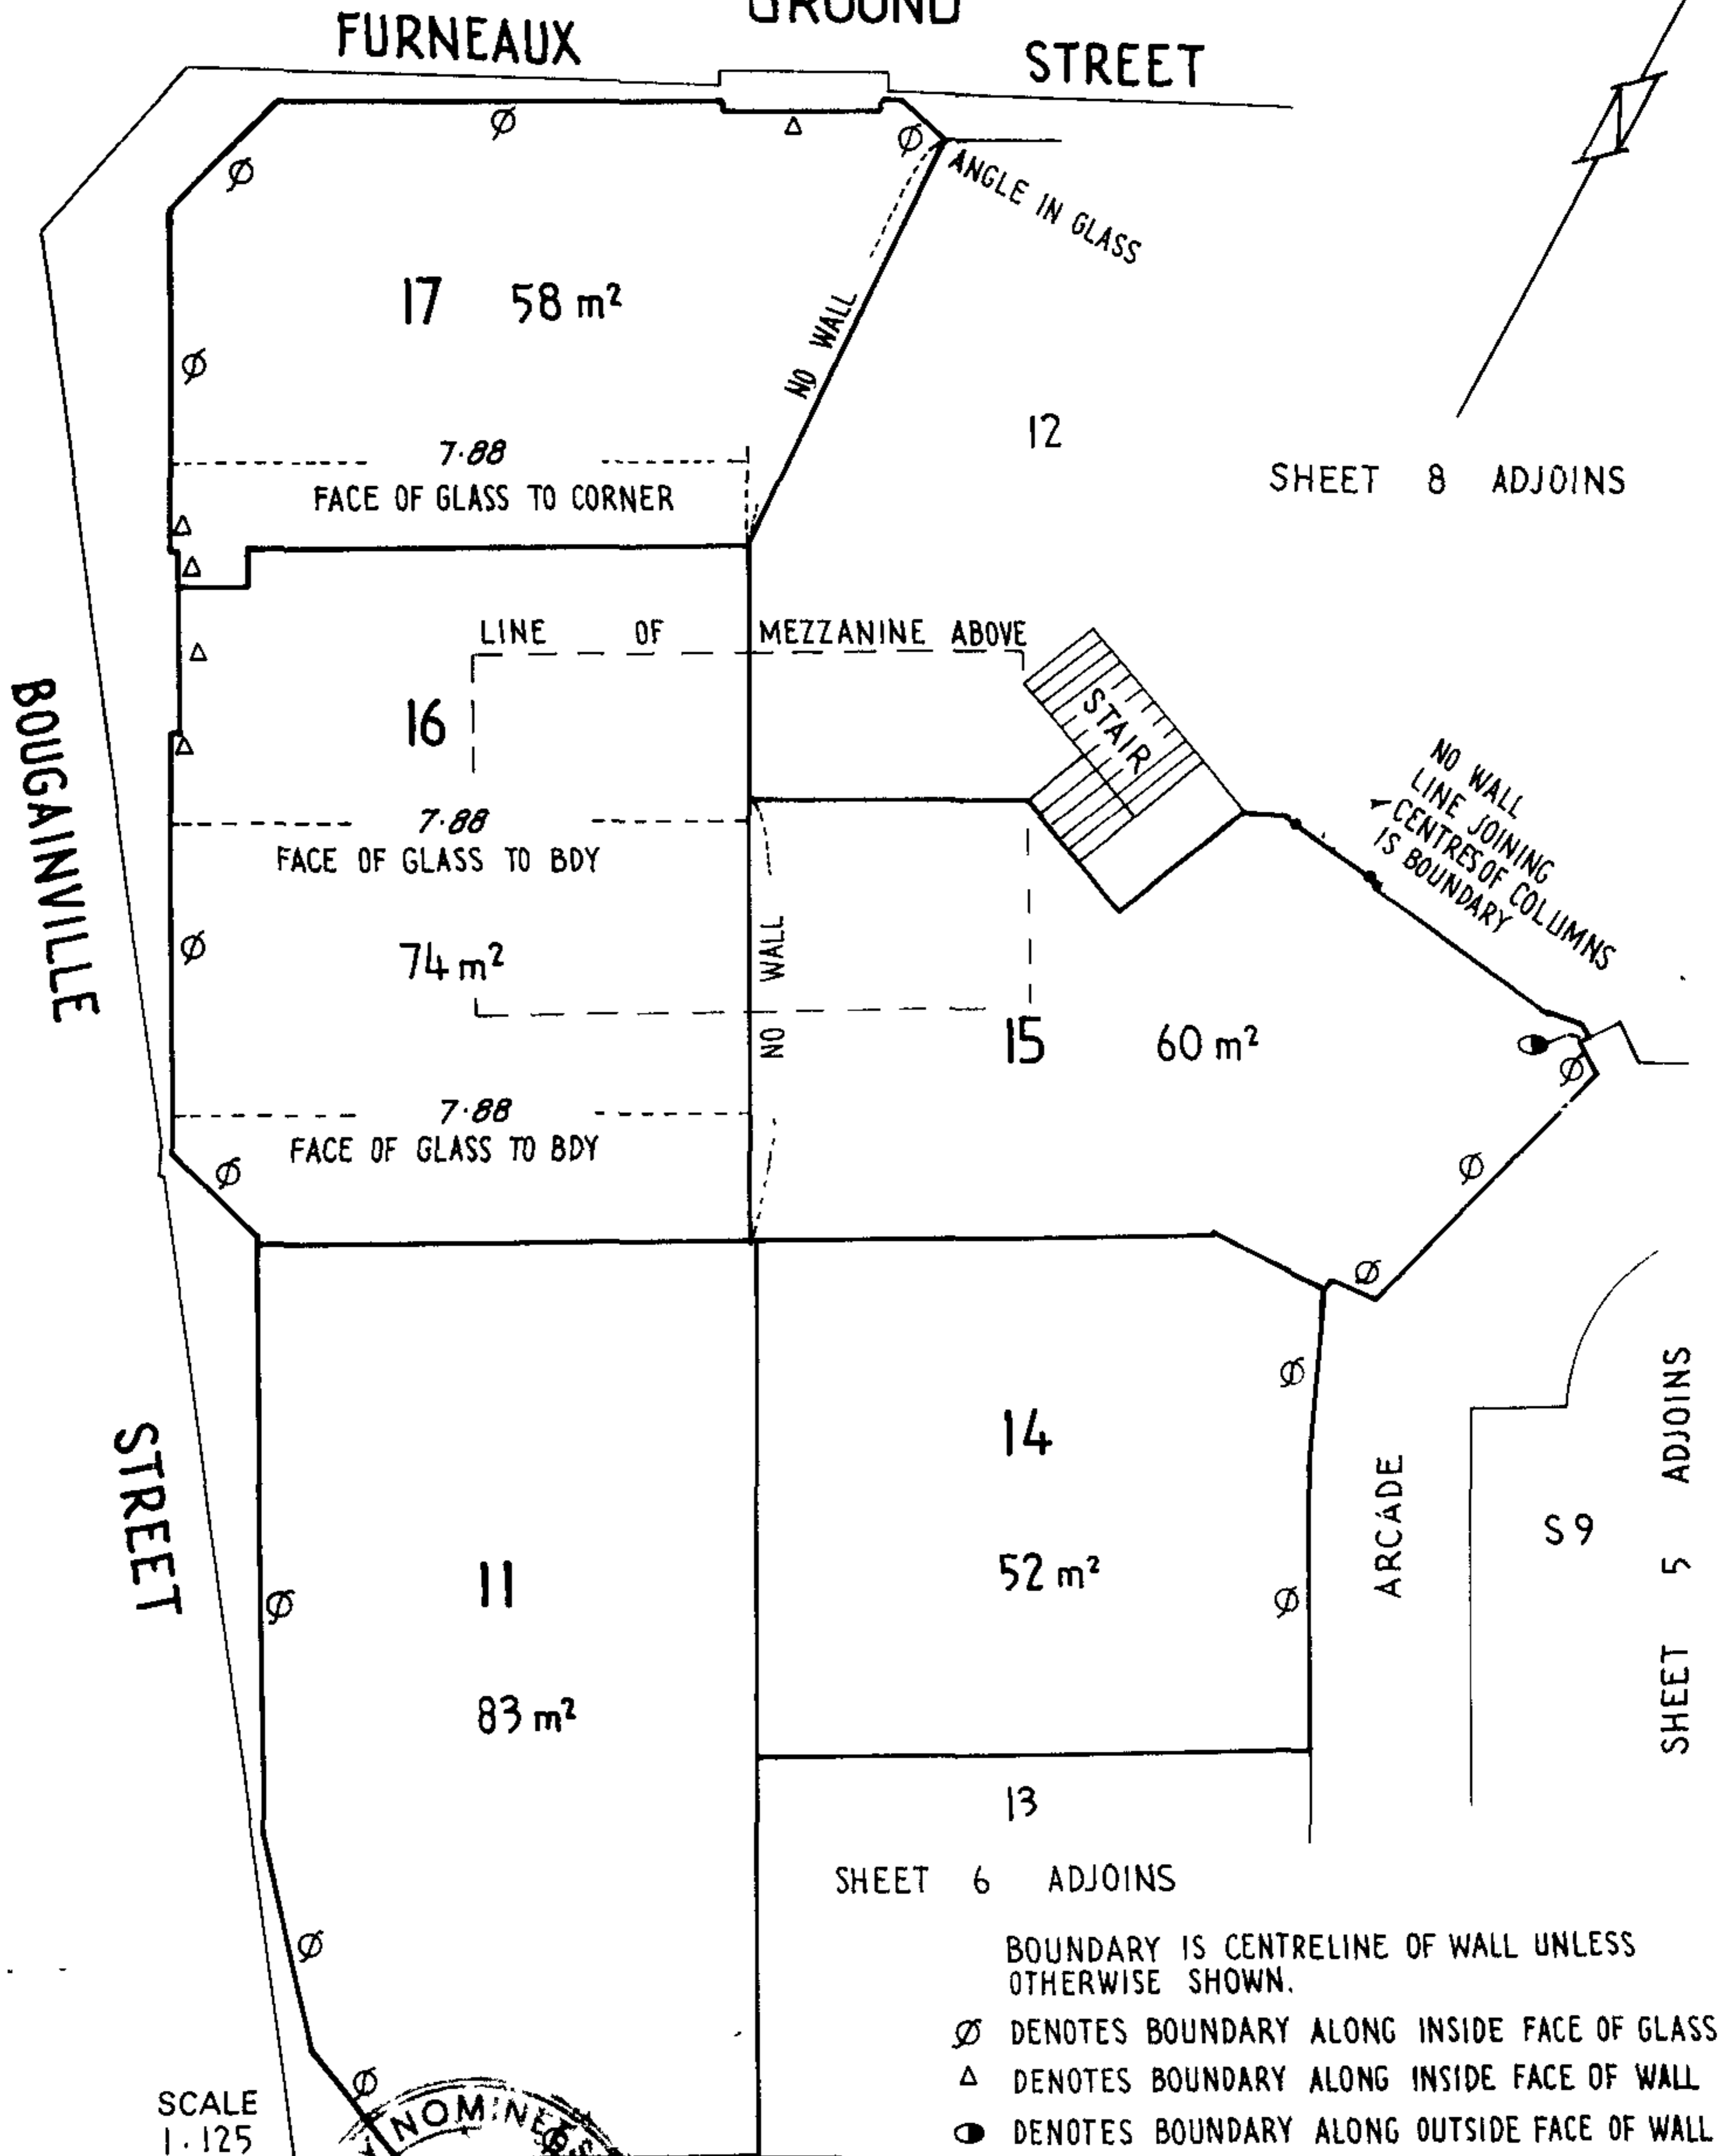 GROUND
FURNEAUX STREET
ANGLE IN GLASS
17 58 m²
NO WALL
12
7·88
FACE OF GLASS TO CORNER
SHEET 8 ADJOINS
LINE OF MEZZANINE ABOVE
16
STAIR
BOUGAINVILLE
NO WALL
LINE JOINING
CENTRES OF COLUMNS
IS BOUNDARY
7·88
FACE OF GLASS TO BDY
74 m²
NO WALL
15 60 m²
7·88
FACE OF GLASS TO BDY
STREET
14
52 m²
ARCADE
S9
SHEET 5 ADJOINS
11
83 m²
13
SHEET 6 ADJOINS
BOUNDARY IS CENTRELINE OF WALL UNLESS
OTHERWISE SHOWN.
∅ DENOTES BOUNDARY ALONG INSIDE FACE OF GLASS
△ DENOTES BOUNDARY ALONG INSIDE FACE OF WALL
DENOTES BOUNDARY ALONG OUTSIDE FACE OF WALL
SCALE
1·125